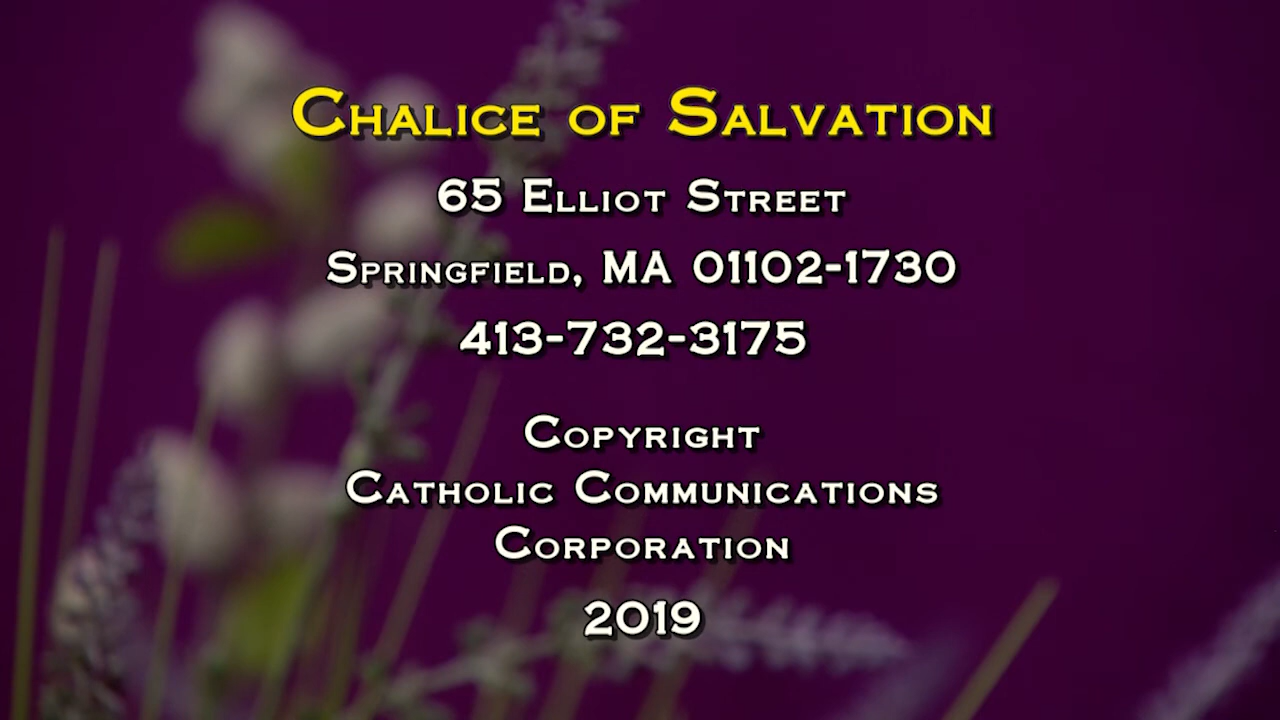 Chalice of Salvation
65 Elliot Street
Springfield, MA 01102-1730
413-732-3175
Copyright
Catholic Communications
Corporation
2019